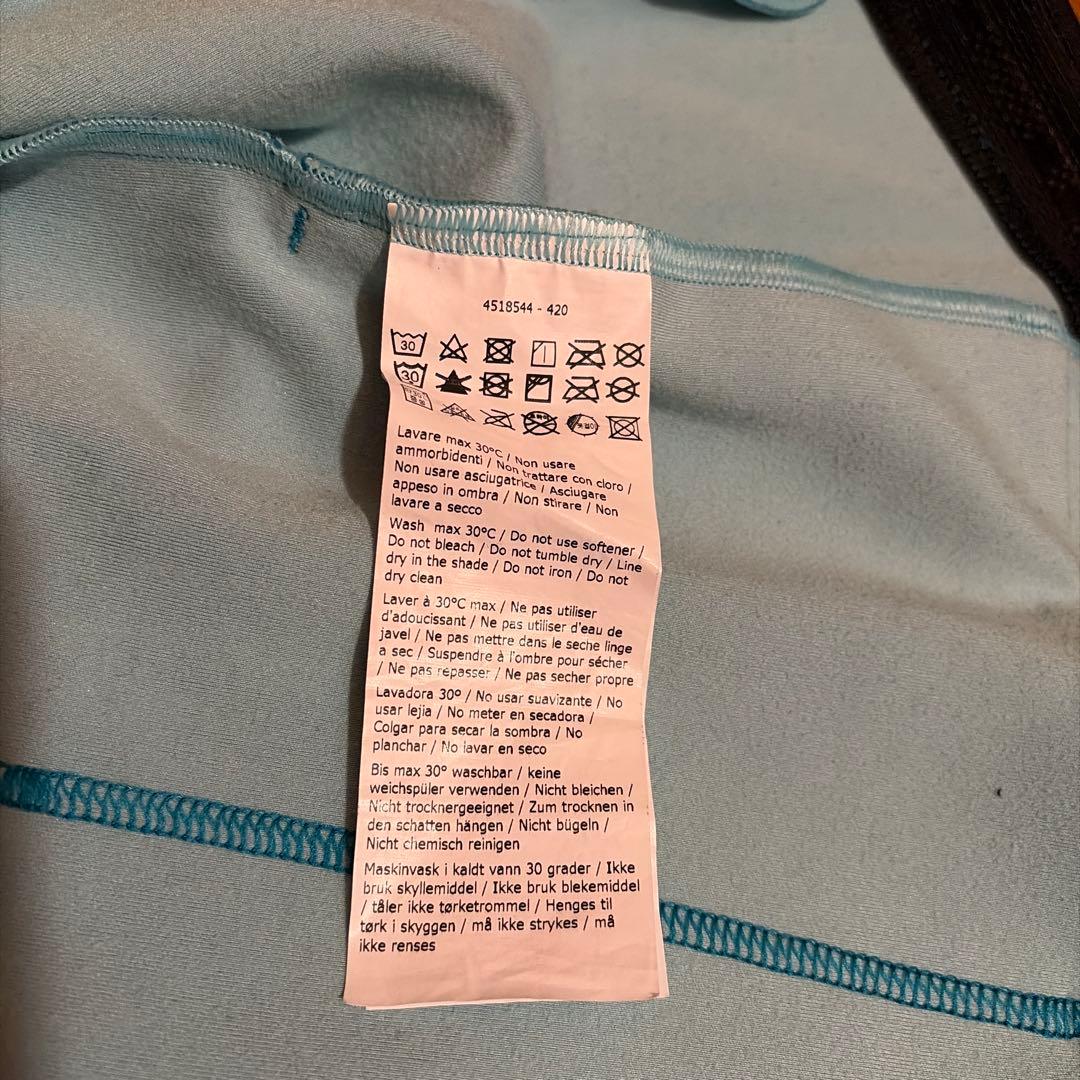 4518544 - 420
30
30
Lavare max 30°C / Non usare
ammorbidenti / Non trattare con cloro /
Non usare asciugatrice / Asciugare
appeso in ombra / Non stirare / Non
lavare a secco
Wash max 30°C / Do not use softener /
Do not bleach / Do not tumble dry / Line
dry in the shade / Do not iron / Do not
dry clean
Laver à 30°C max / Ne pas utiliser
d'adoucissant / Ne pas utiliser d'eau de
javel / Ne pas mettre dans le seche linge
a sec / Suspendre à l'ombre pour sécher
/ Ne pas répasser / Ne pas secher propre
Lavadora 30º / No usar suavizante / No
usar lejia / No meter en secadora /
Colgar para secar la sombra / No
planchar / No lavar en seco
Bis max 30º waschbar / keine
weichspüler verwenden / Nicht bleichen /
Nicht trocknergeeignet / Zum trocknen in
den schatten hängen / Nicht bügeln /
Nicht chemisch reinigen
Maskinvask i kaldt vann 30 grader / Ikke
bruk skyllemiddel / Ikke bruk blekemiddel
/ tåler ikke tørketrommel / Henges til
tørk i skyggen / må ikke strykes / må
ikke renses